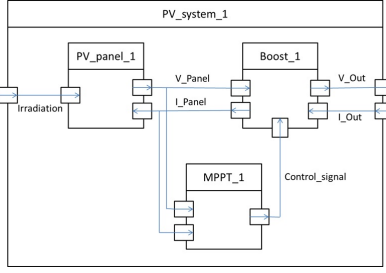 PV_system_1
PV_panel_1
Boost_1
V_Panel
V_Out
I_Panel
Irradiation
I_Out
MPPT_1
Control_signal